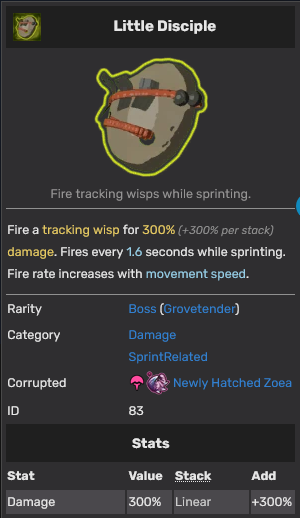 Little Disciple
Fire tracking wisps while sprinting.
Fire a tracking wisp for 300% (+300% per stack)
damage. Fires every 1.6 seconds while sprinting.
Fire rate increases with movement speed.
Rarity Boss (Grovetender)
Category Damage
SprintRelated
Corrupted Newly Hatched Zoea
ID 83
Stats
Stat Value Stack Add
Damage 300% Linear +300%